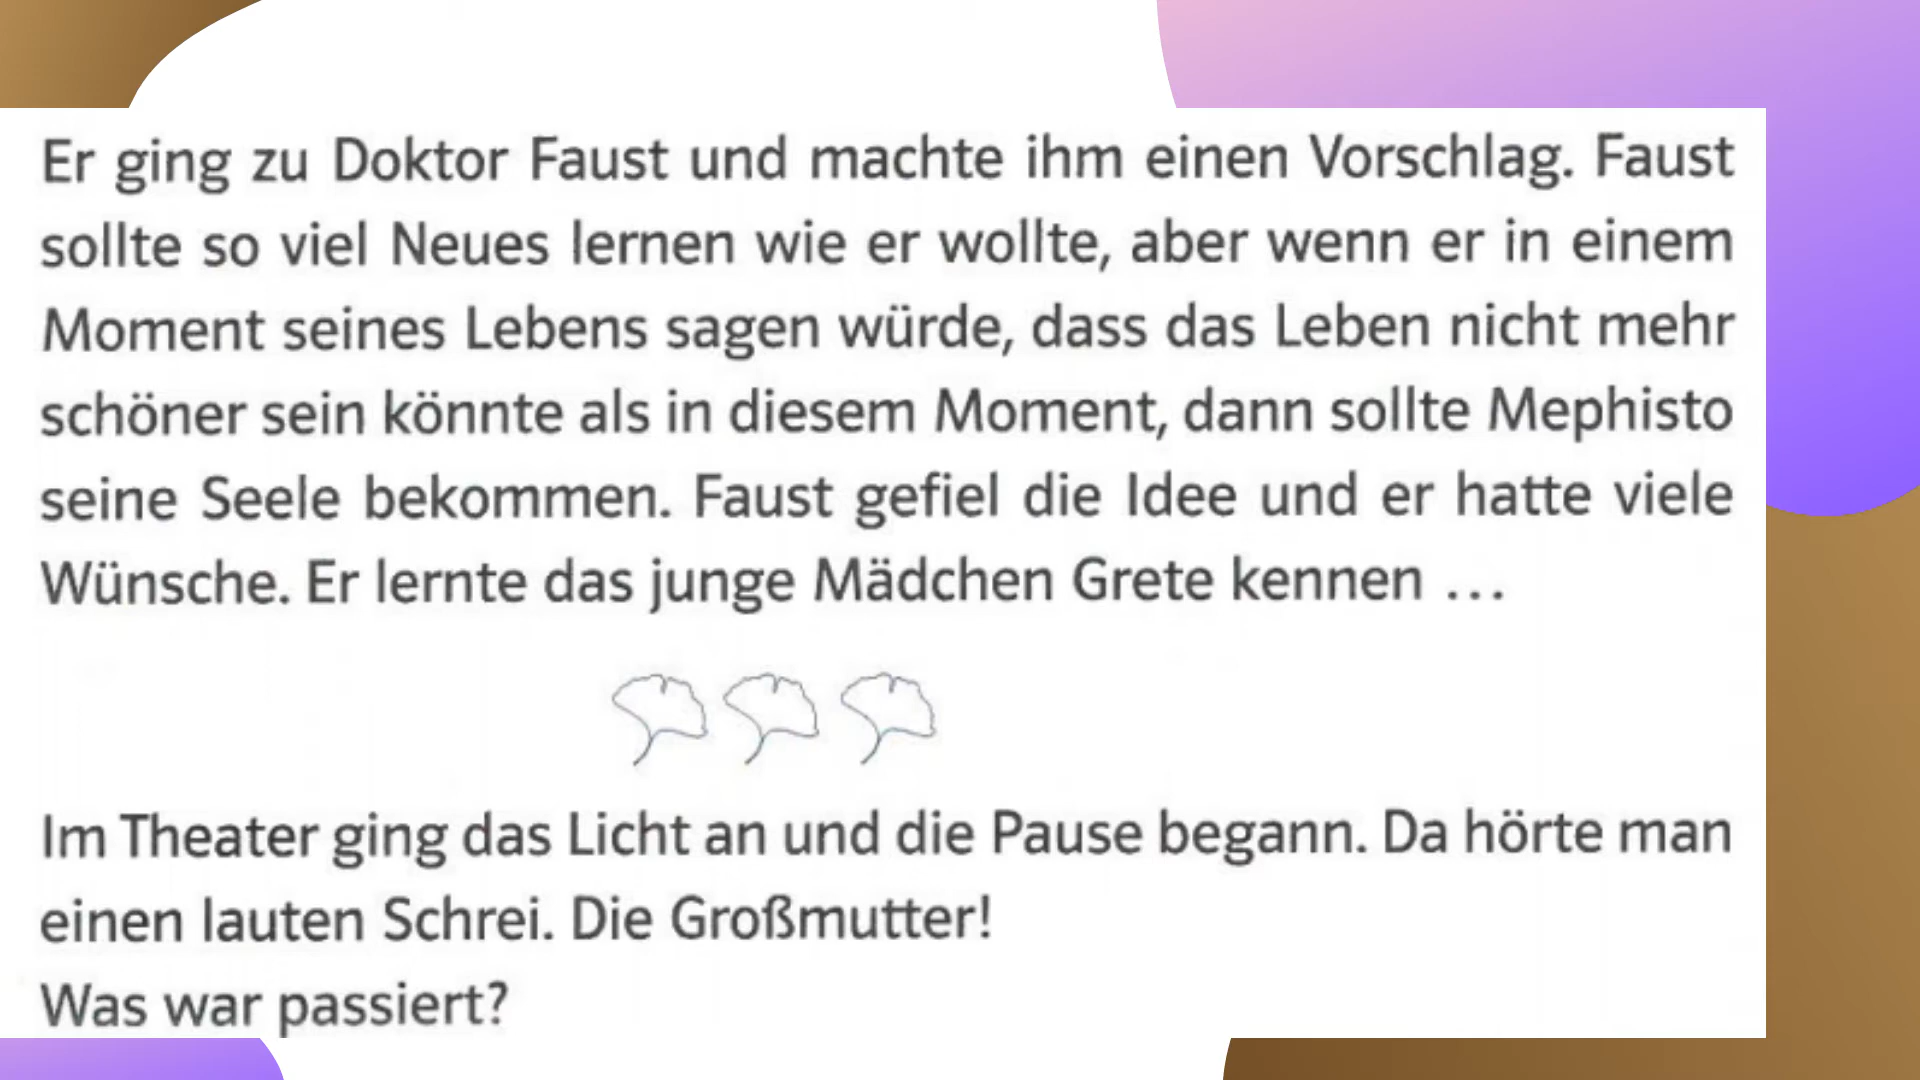 Er ging zu Doktor Faust und machte ihm einen Vorschlag. Faust
sollte so viel Neues lernen wie er wollte, aber wenn er in einem
Moment seines Lebens sagen würde, dass das Leben nicht mehr
schöner sein könnte als in diesem Moment, dann sollte Mephisto
seine Seele bekommen. Faust gefiel die Idee und er hatte viele
Wünsche. Er lernte das junge Mädchen Grete kennen …
Im Theater ging das Licht an und die Pause begann. Da hörte man
einen lauten Schrei. Die Großmutter!
Was war passiert?